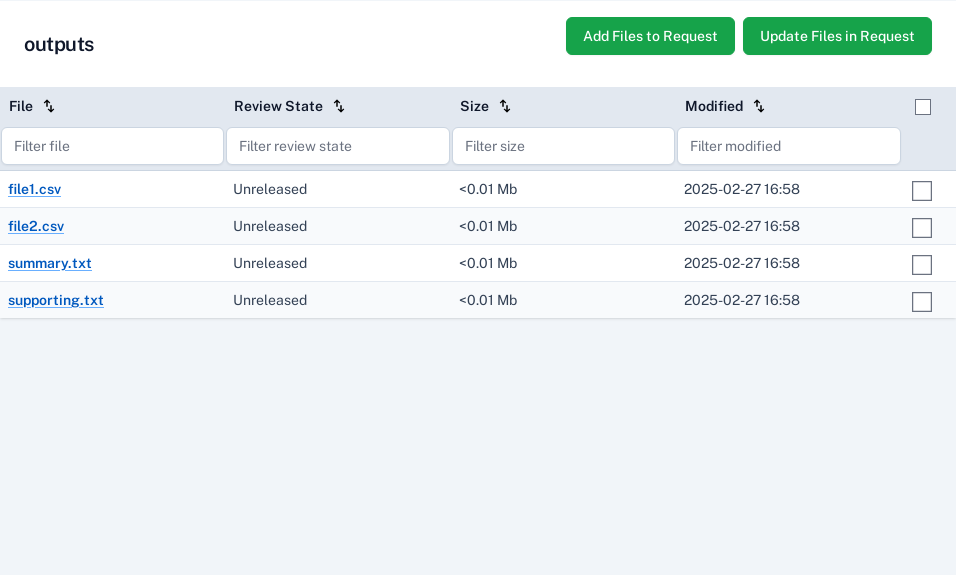 outputs
Add Files to Request
Update Files in Request
File Review State Size Modified
Filter file Filter review state Filter size Filter modified
file1.csv Unreleased <0.01 Mb 2025-02-27 16:58
file2.csv Unreleased <0.01 Mb 2025-02-27 16:58
summary.txt Unreleased <0.01 Mb 2025-02-27 16:58
supporting.txt Unreleased <0.01 Mb 2025-02-27 16:58